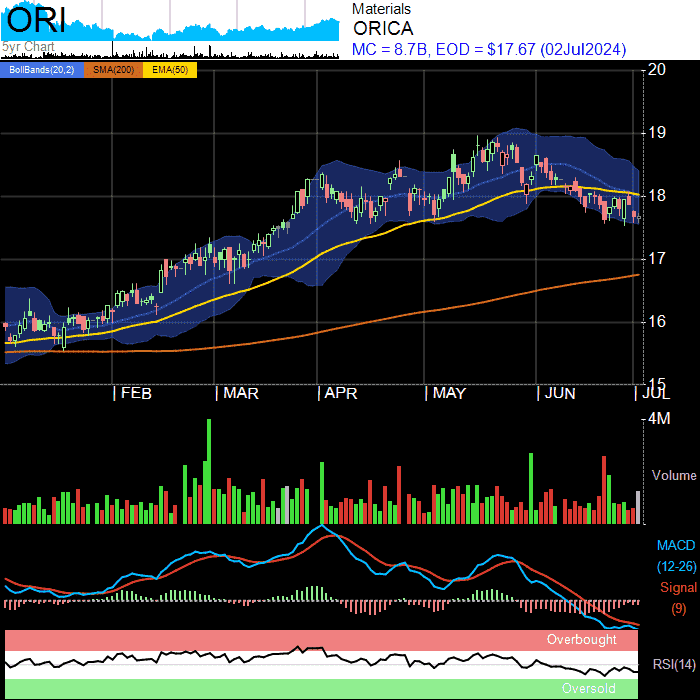 ORI
5yr Chart
Materials
ORICA
MC = 8.7B, EOD = $17.67 (02Jul2024)
BollBands(20,2) SMA(200) EMA(50)
20
19
18
17
16
15
FEB MAR APR MAY JUN JUL
4M
Volume
MACD
(12-26)
Signal
(9)
Overbought
RSI(14)
Oversold